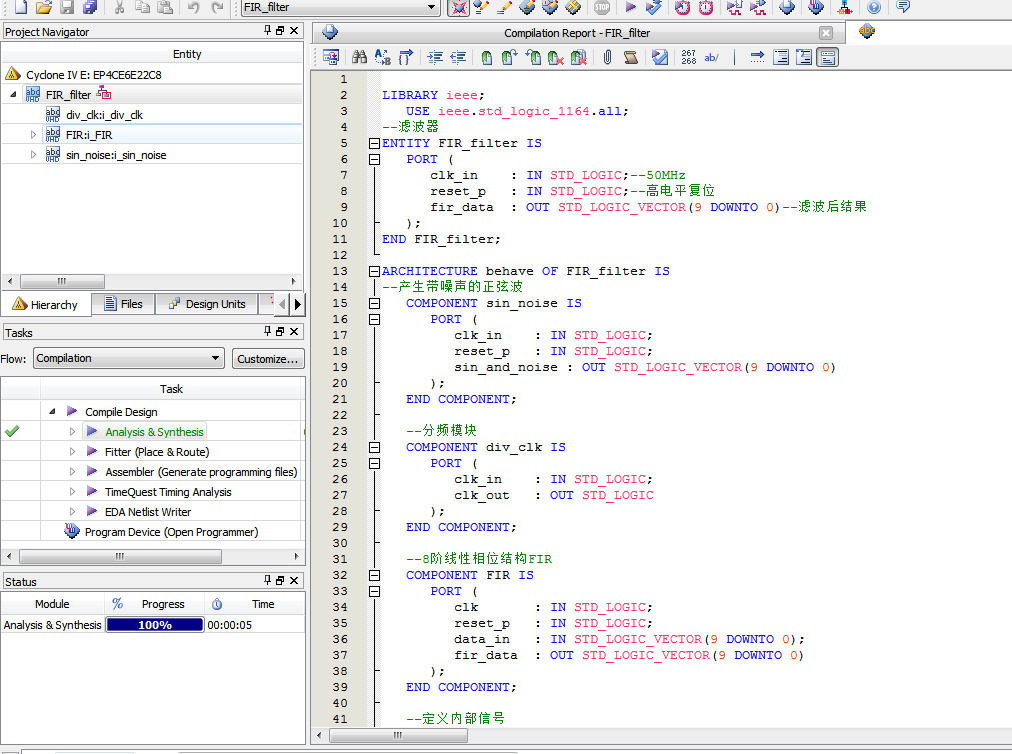 FIR_filter
Project Navigator
Entity
Cyclone IV E: EP4CE6E22C8
FIR_filter
div_clk:i_div_clk
FIR:i_FIR
sin_noise:i_sin_noise
Hierarchy
Files
Design Units
Tasks
Flow:
Compilation
Customize...
Task
Compile Design
Analysis & Synthesis
Fitter (Place & Route)
Assembler (Generate programming files)
TimeQuest Timing Analysis
EDA Netlist Writer
Program Device (Open Programmer)
Status
Module
%
Progress
Time
Analysis & Synthesis
100%
00:00:05
Compilation Report - FIR_filter
267
268
ab/
1
2 LIBRARY ieee;
3 USE ieee.std_logic_1164.all;
4 --滤波器
5 ENTITY FIR_filter IS
6 PORT (
7 clk_in : IN STD_LOGIC;--50MHz
8 reset_p : IN STD_LOGIC;--高电平复位
9 fir_data : OUT STD_LOGIC_VECTOR(9 DOWNTO 0)--滤波后结果
10 );
11 END FIR_filter;
12
13 ARCHITECTURE behave OF FIR_filter IS
14 --产生带噪声的正弦波
15 COMPONENT sin_noise IS
16 PORT (
17 clk_in : IN STD_LOGIC;
18 reset_p : IN STD_LOGIC;
19 sin_and_noise : OUT STD_LOGIC_VECTOR(9 DOWNTO 0)
20 );
21 END COMPONENT;
22
23 --分频模块
24 COMPONENT div_clk IS
25 PORT (
26 clk_in : IN STD_LOGIC;
27 clk_out : OUT STD_LOGIC
28 );
29 END COMPONENT;
30
31 --8阶线性相位结构FIR
32 COMPONENT FIR IS
33 PORT (
34 clk : IN STD_LOGIC;
35 reset_p : IN STD_LOGIC;
36 data_in : IN STD_LOGIC_VECTOR(9 DOWNTO 0);
37 fir_data : OUT STD_LOGIC_VECTOR(9 DOWNTO 0)
38 );
39 END COMPONENT;
40
41 --定义内部信号